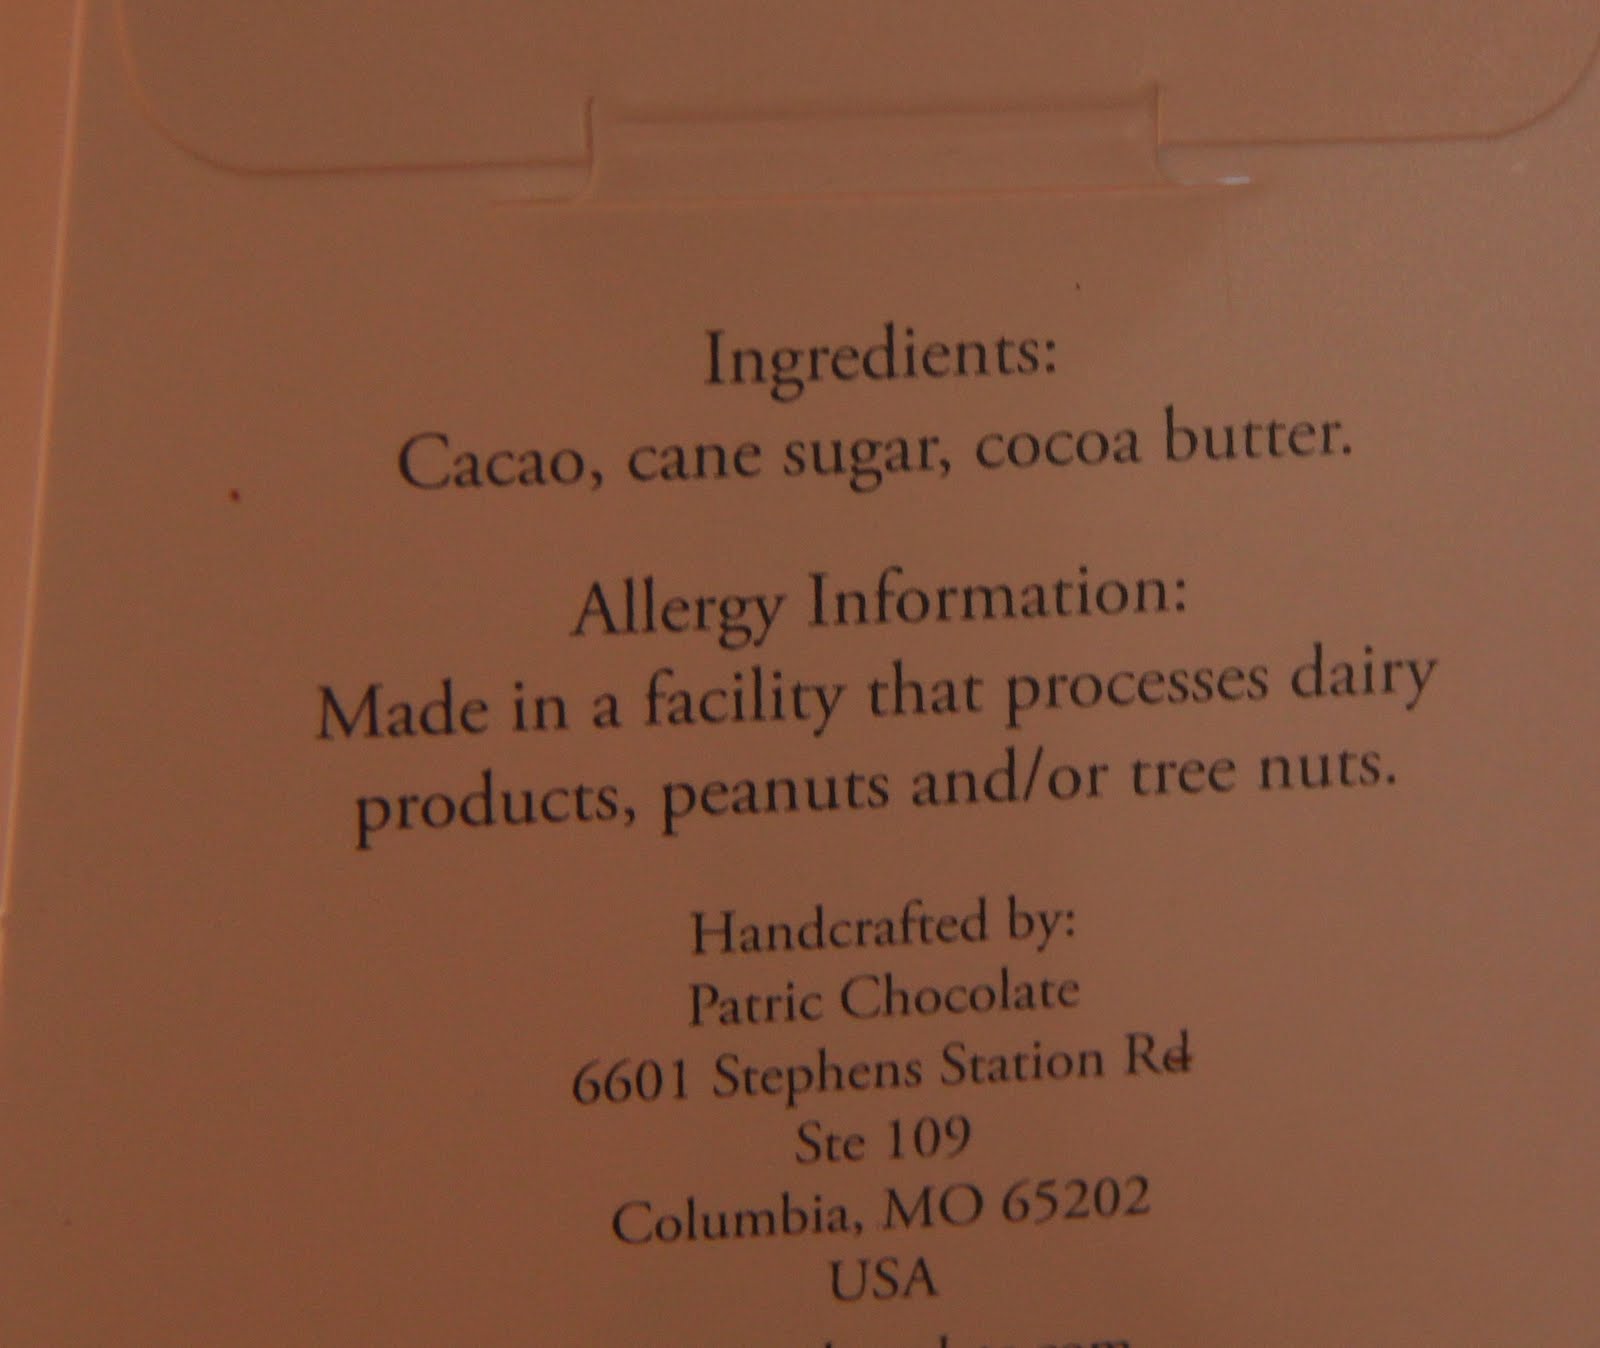 Ingredients:
Cacao, cane sugar, cocoa butter.
Allergy Information:
Made in a facility that processes dairy
products, peanuts and/or tree nuts.
Handcrafted by:
Patric Chocolate
6601 Stephens Station Rd
Ste 109
Columbia, MO 65202
USA